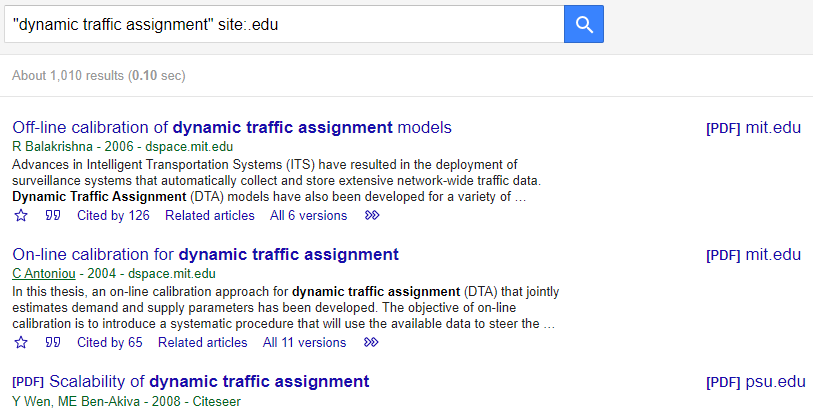 "dynamic traffic assignment" site:.edu
About 1,010 results (0.10 sec)
Off-line calibration of dynamic traffic assignment models
[PDF] mit.edu
R Balakrishna - 2006 - dspace.mit.edu
Advances in Intelligent Transportation Systems (ITS) have resulted in the deployment of
surveillance systems that automatically collect and store extensive network-wide traffic data.
Dynamic Traffic Assignment (DTA) models have also been developed for a variety of …
Cited by 126 Related articles All 6 versions
On-line calibration for dynamic traffic assignment
[PDF] mit.edu
C Antoniou - 2004 - dspace.mit.edu
In this thesis, an on-line calibration approach for dynamic traffic assignment (DTA) that jointly
estimates demand and supply parameters has been developed. The objective of on-line
calibration is to introduce a systematic procedure that will use the available data to steer the …
Cited by 65 Related articles All 11 versions
[PDF] Scalability of dynamic traffic assignment
[PDF] psu.edu
Y Wen, ME Ben-Akiva - 2008 - Citeseer